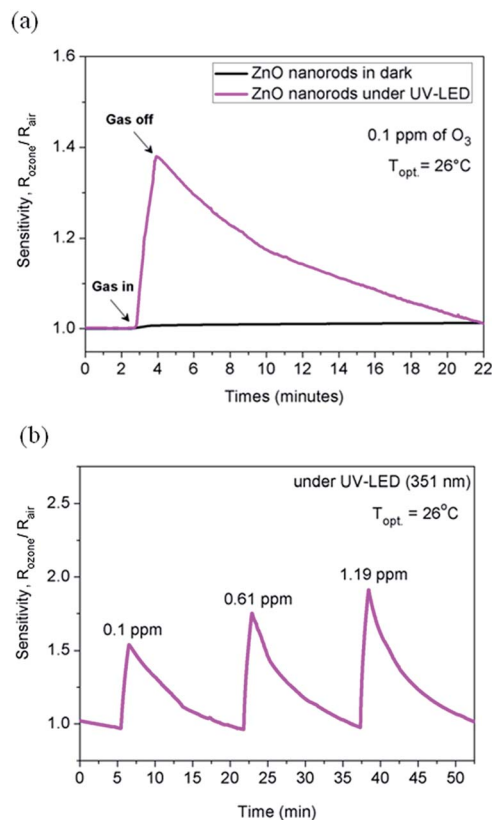 (a)
1.6
1.4
1.2
1.0
Sensitivity, R_ozone/ R_air
ZnO nanorods in dark
ZnO nanorods under UV-LED
Gas off
0.1 ppm of O₃
T_opt. = 26°C
Gas in
0 2 4 6 8 10 12 14 16 18 20 22
Times (minutes)
(b)
2.5
2.0
1.5
1.0
Sensitivity, R_ozone/ R_air
under UV-LED (351 nm)
T_opt. = 26°C
1.19 ppm
0.61 ppm
0.1 ppm
0 5 10 15 20 25 30 35 40 45 50
Time (min)